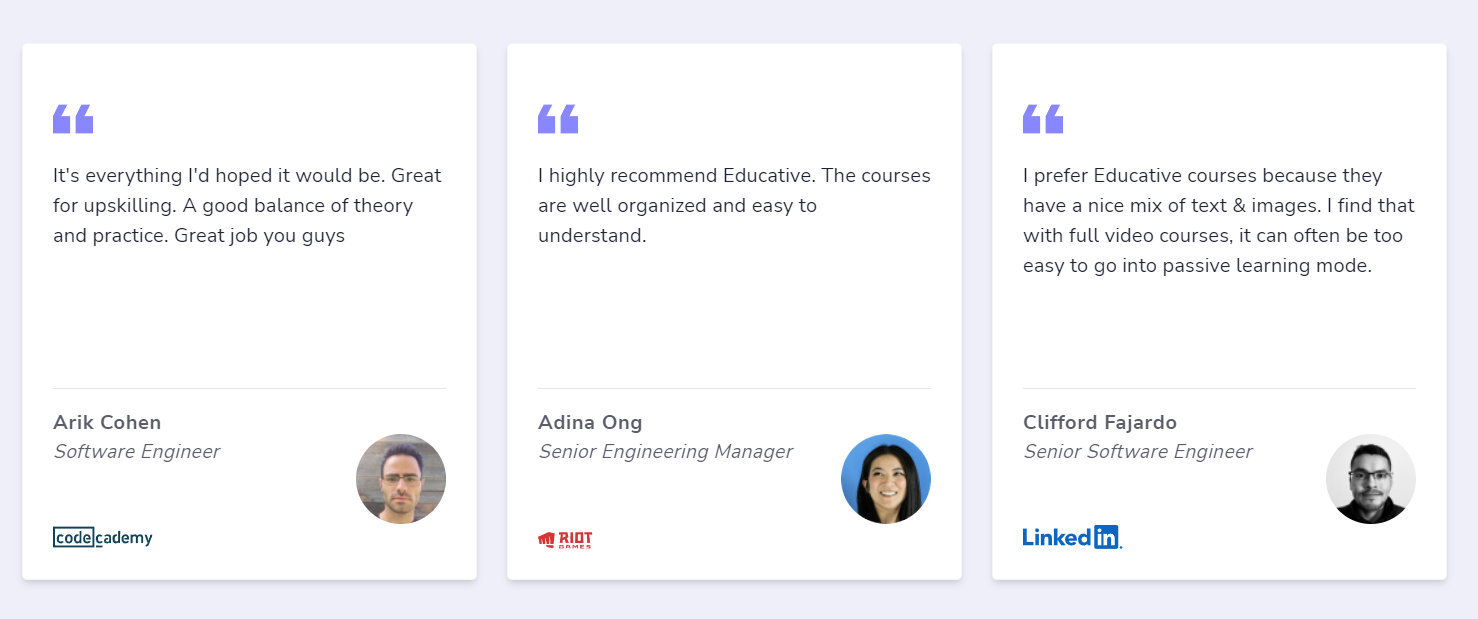 It's everything I'd hoped it would be. Great
for upskilling. A good balance of theory
and practice. Great job you guys
Arik Cohen
Software Engineer
codecademy
I highly recommend Educative. The courses
are well organized and easy to
understand.
Adina Ong
Senior Engineering Manager
RIOT
GAMES
I prefer Educative courses because they
have a nice mix of text & images. I find that
with full video courses, it can often be too
easy to go into passive learning mode.
Clifford Fajardo
Senior Software Engineer
Linked in